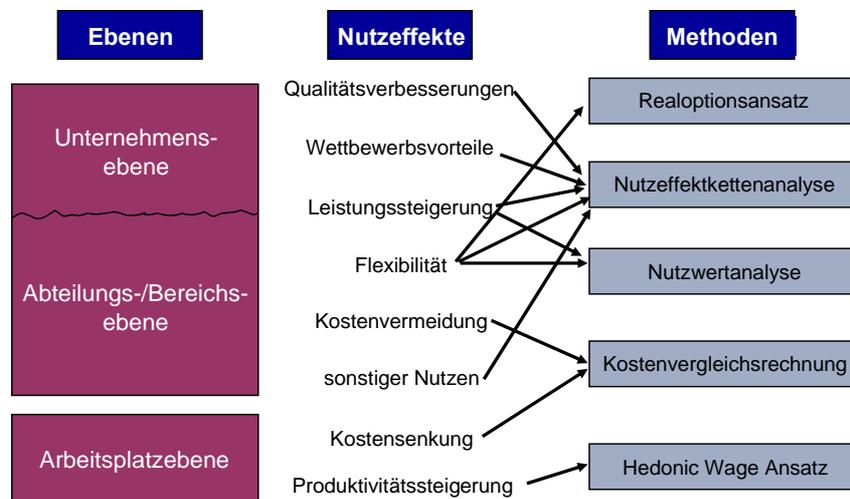 Ebenen
Nutzeffekte
Methoden
Unternehmens-
ebene
Abteilungs-/Bereichs-
ebene
Arbeitsplatzebene
Qualitätsverbesserungen
Wettbewerbsvorteile
Leistungssteigerung
Flexibilität
Kostenvermeidung
sonstiger Nutzen
Kostensenkung
Produktivitätssteigerung
Realoptionsansatz
Nutzeffektkettenanalyse
Nutzwertanalyse
Kostenvergleichsrechnung
Hedonic Wage Ansatz